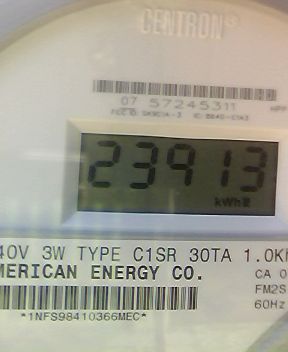 CENTRON®
07 57245311
23913
kWh
40V 3W TYPE C1SR 30TA 1.0K
MERICAN ENERGY CO.
CA 0
FM2S
60Hz
*1NFS98410366MEC*